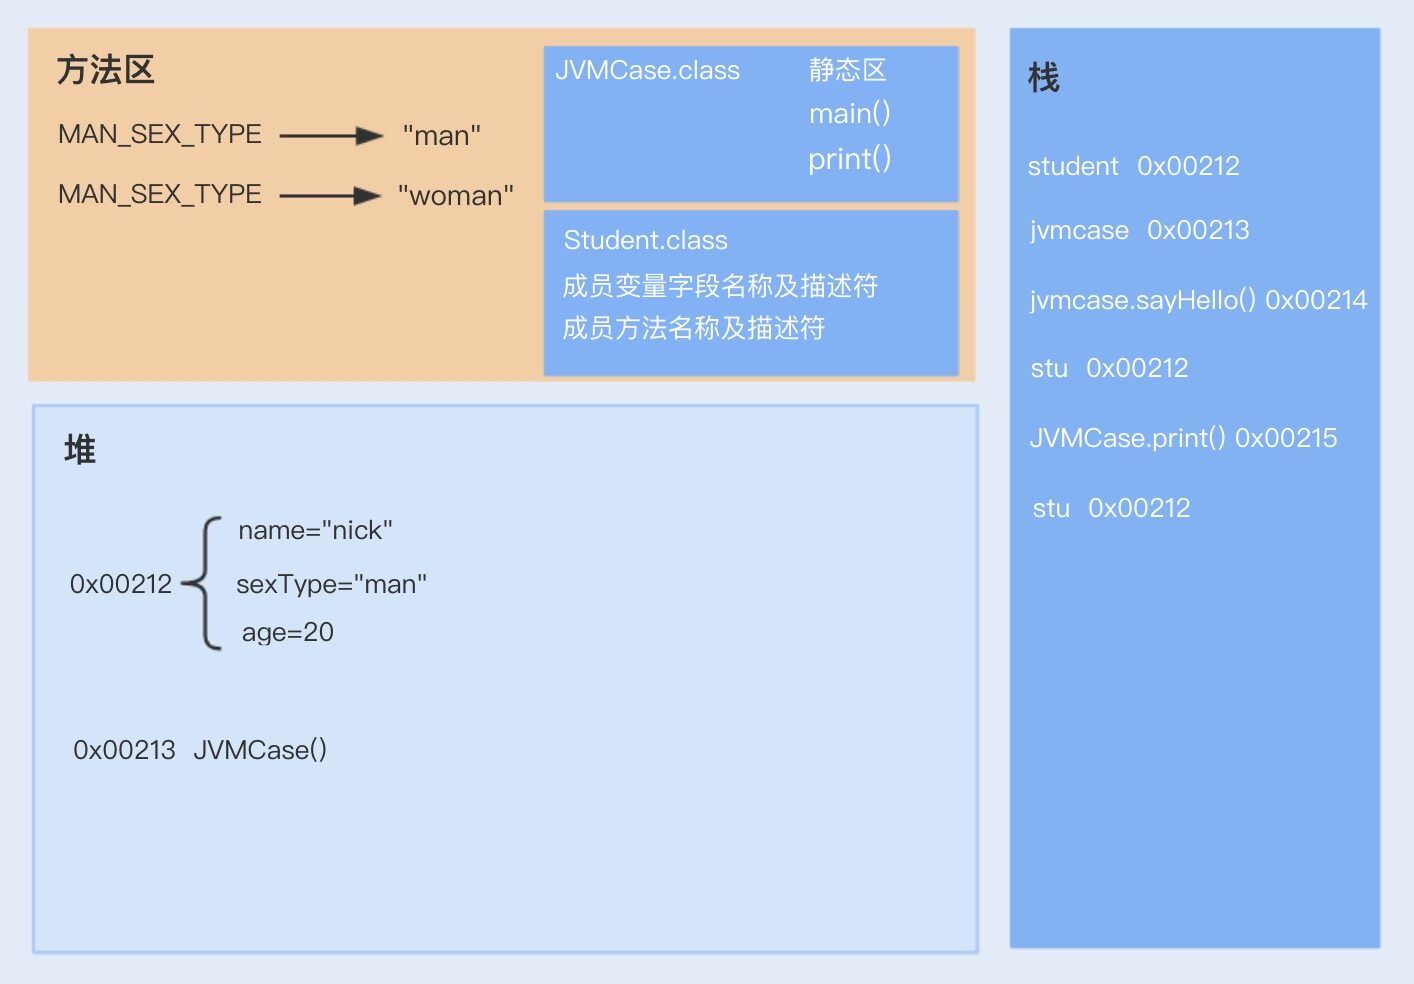 方法区
MAN_SEX_TYPE "man"
MAN_SEX_TYPE "woman"
JVMCase.class 静态区
main()
print()
Student.class
成员变量字段名称及描述符
成员方法名称及描述符
堆
name="nick"
0x00212 sexType="man"
age=20
0x00213 JVMCase()
栈
student 0x00212
jvmcase 0x00213
jvmcase.sayHello() 0x00214
stu 0x00212
JVMCase.print() 0x00215
stu 0x00212